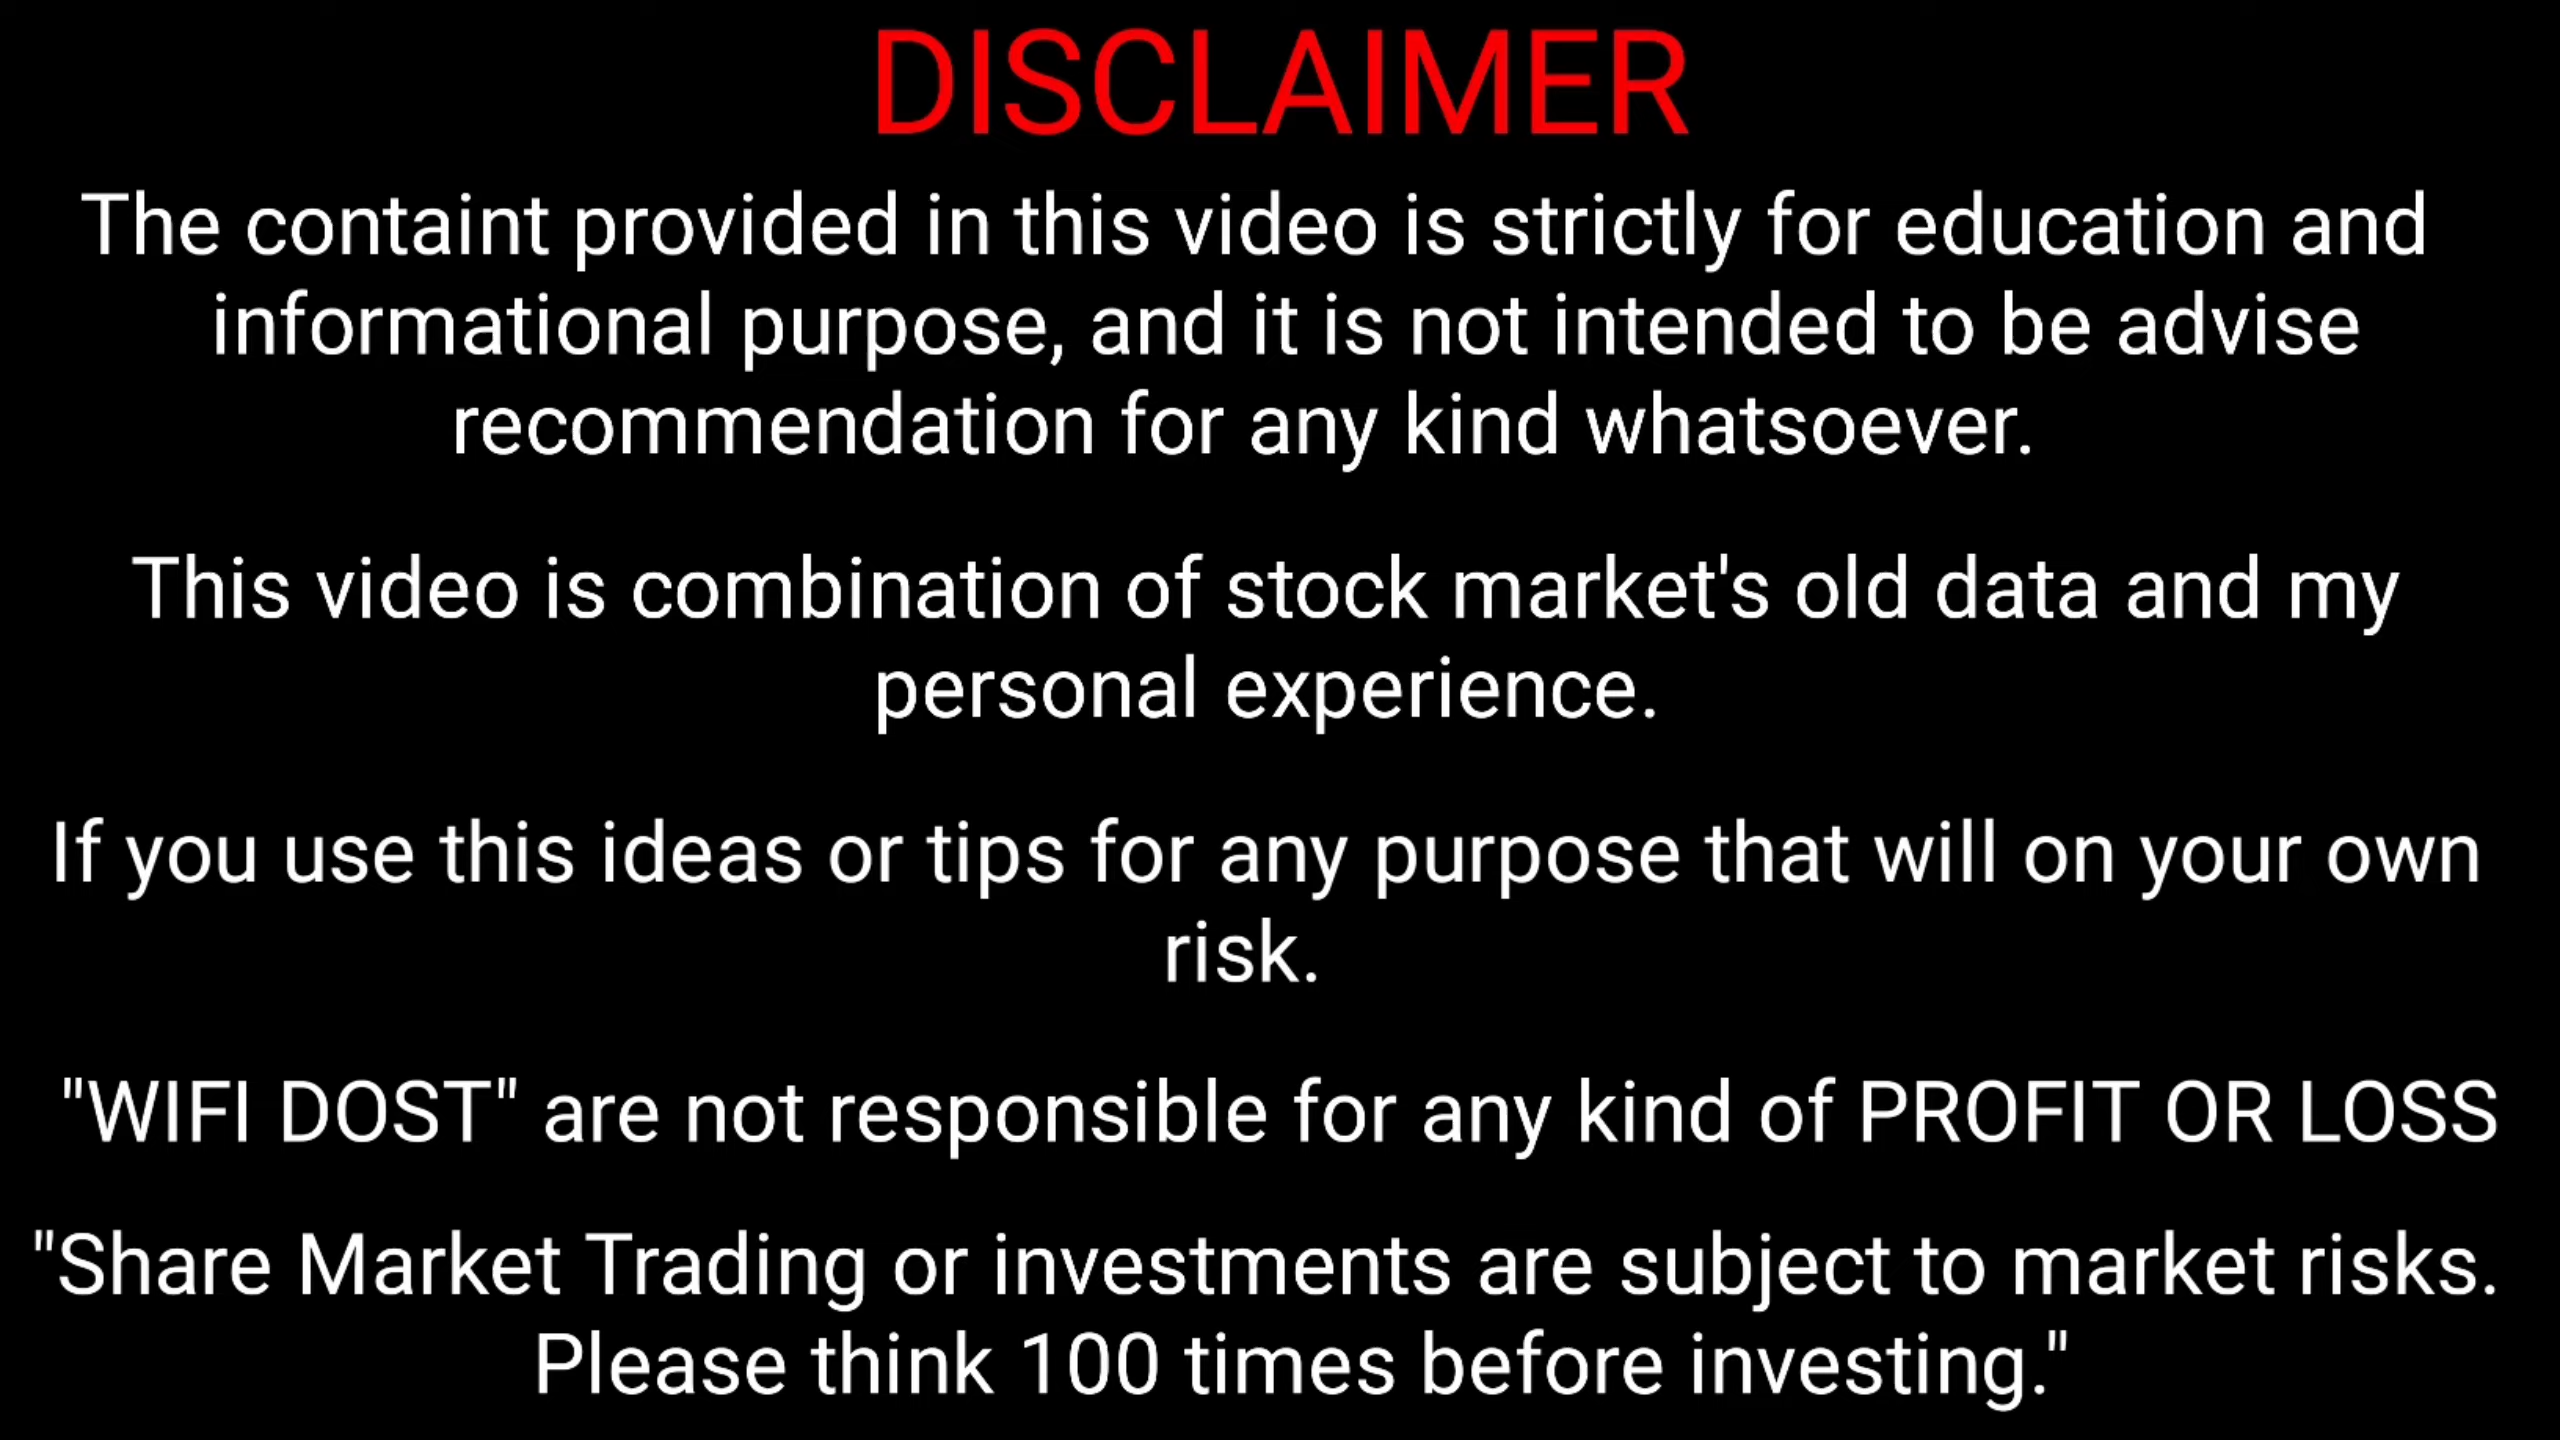 DISCLAIMER
The containt provided in this video is strictly for education and
informational purpose, and it is not intended to be advise
recommendation for any kind whatsoever.
This video is combination of stock market's old data and my
personal experience.
If you use this ideas or tips for any purpose that will on your own
risk.
"WIFI DOST" are not responsible for any kind of PROFIT OR LOSS
"Share Market Trading or investments are subject to market risks.
Please think 100 times before investing."